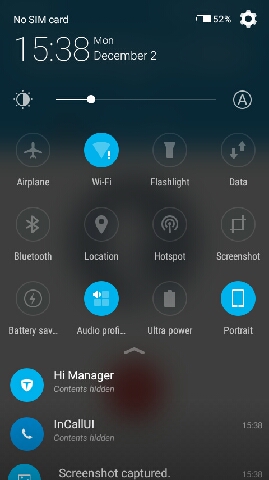 No SIM card
52%
15:38
Mon
December 2
A
Airplane
Wi-Fi
Flashlight
Data
Bluetooth
Location
Hotspot
Screenshot
Battery sav...
Audio profi...
Ultra power
Portrait
Hi Manager
Contents hidden
InCallUI
15:38
Contents hidden
Screenshot captured.
15:38